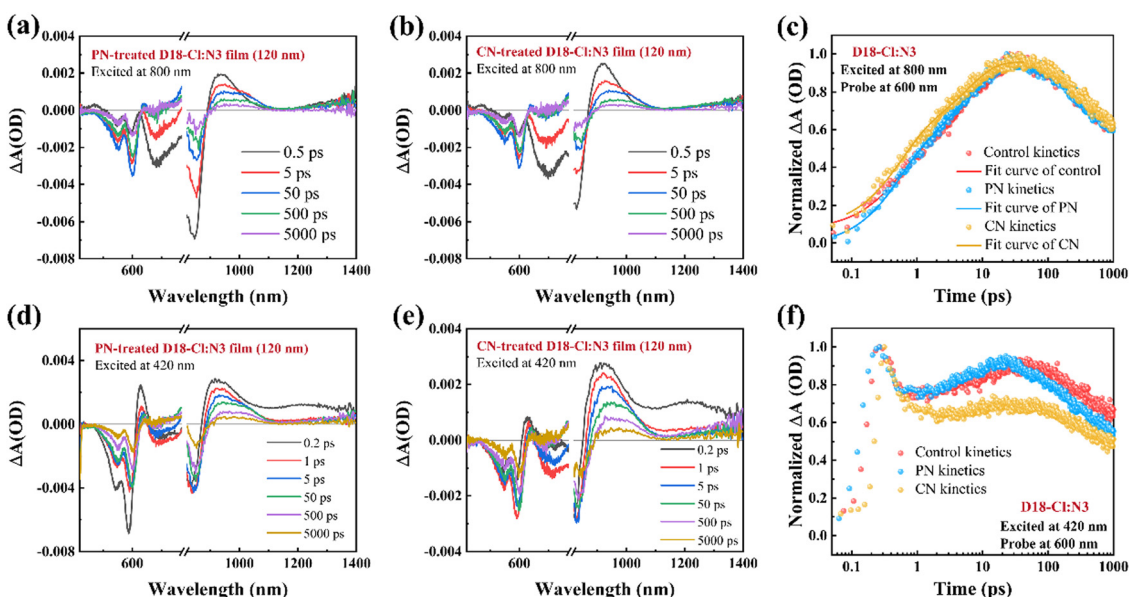 (a)
0.004
0.002
0.000
-0.002
-0.004
-0.006
-0.008
ΔA(OD)
PN-treated D18-Cl:N3 film (120 nm)
Excited at 800 nm
0.5 ps
5 ps
50 ps
500 ps
5000 ps
600 1000 1200 1400
Wavelength (nm)
(b)
0.004
0.002
0.000
-0.002
-0.004
-0.006
-0.008
ΔA(OD)
CN-treated D18-Cl:N3 film (120 nm)
Excited at 800 nm
0.5 ps
5 ps
50 ps
500 ps
5000 ps
600 1000 1200 1400
Wavelength (nm)
(c)
1.0
0.8
0.6
0.4
0.2
0.0
Normalized ΔA (OD)
D18-Cl:N3
Excited at 800 nm
Probe at 600 nm
Control kinetics
Fit curve of control
PN kinetics
Fit curve of PN
CN kinetics
Fit curve of CN
0.1 1 10 100 1000
Time (ps)
(d)
0.004
0.000
-0.004
-0.008
ΔA(OD)
PN-treated D18-Cl:N3 film (120 nm)
Excited at 420 nm
0.2 ps
1 ps
5 ps
50 ps
500 ps
5000 ps
600 1000 1200 1400
Wavelength (nm)
(e)
0.004
0.002
0.000
-0.002
-0.004
ΔA(OD)
CN-treated D18-Cl:N3 film (120 nm)
Excited at 420 nm
0.2 ps
1 ps
5 ps
50 ps
500 ps
5000 ps
600 1000 1200 1400
Wavelength (nm)
(f)
1.0
0.8
0.6
0.4
0.0
Normalized ΔA (OD)
Control kinetics
PN kinetics
CN kinetics
D18-Cl:N3
Excited at 420 nm
Probe at 600 nm
0.1 1 10 100 1000
Time (ps)